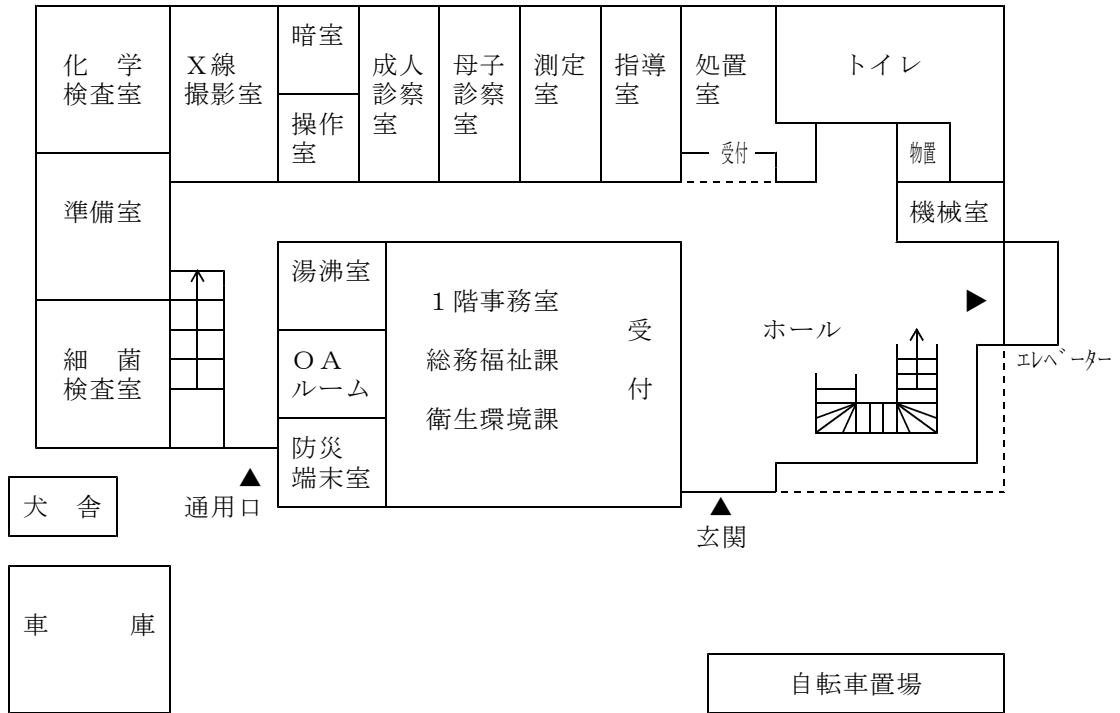 化　学
検査室
Ｘ線
撮影室
暗室
操作
室
成人
診察
室
母子
診察
室
測定
室
指導
室
処置
室
受付
トイレ
物置
機械室
準備室
細　菌
検査室
湯沸室
ＯＡ
ルーム
防災
端末室
１階事務室
総務福祉課
衛生環境課
受
付
ホール
エレベーター
犬　舎
通用口
玄関
車　　　庫
自転車置場